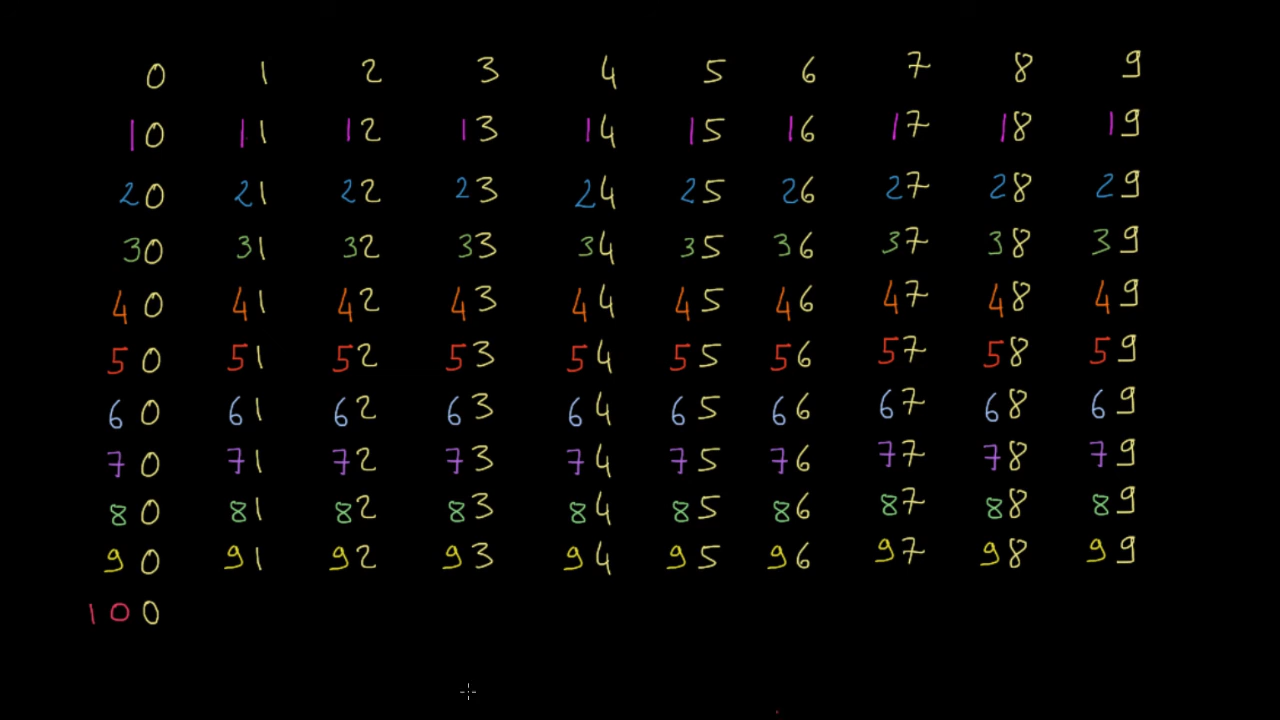 0 1 2 3 4 5 6 7 8 9
10 11 12 13 14 15 16 17 18 19
20 21 22 23 24 25 26 27 28 29
30 31 32 33 34 35 36 37 38 39
40 41 42 43 44 45 46 47 48 49
50 51 52 53 54 55 56 57 58 59
60 61 62 63 64 65 66 67 68 69
70 71 72 73 74 75 76 77 78 79
80 81 82 83 84 85 86 87 88 89
90 91 92 93 94 95 96 97 98 99
100